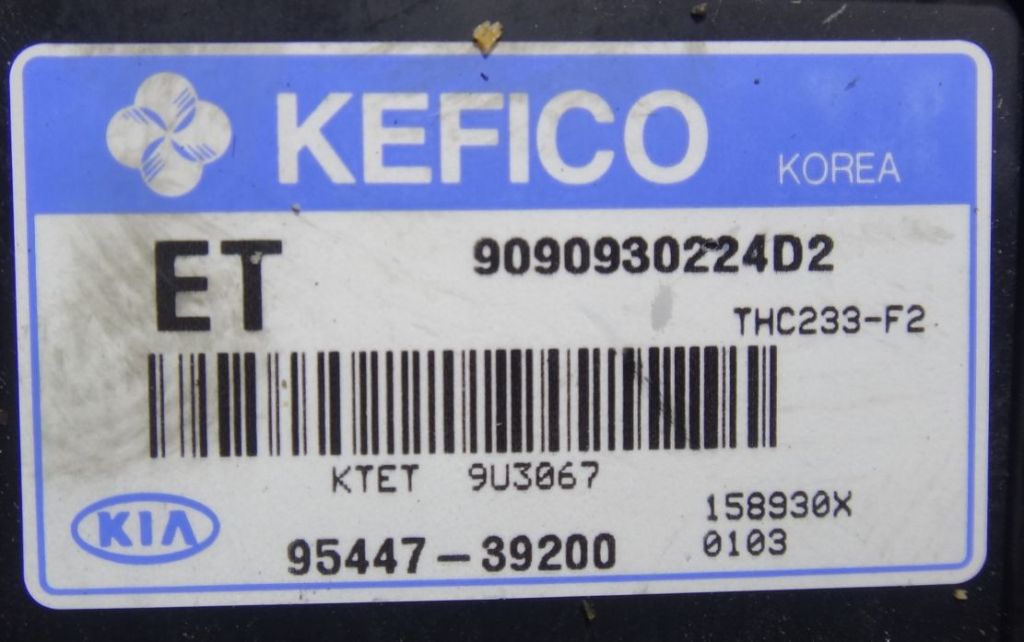 KEFICO KOREA
ET 9090930224D2
THC233-F2
KTET 9U3067
158930X
KIA 95447-39200 0103